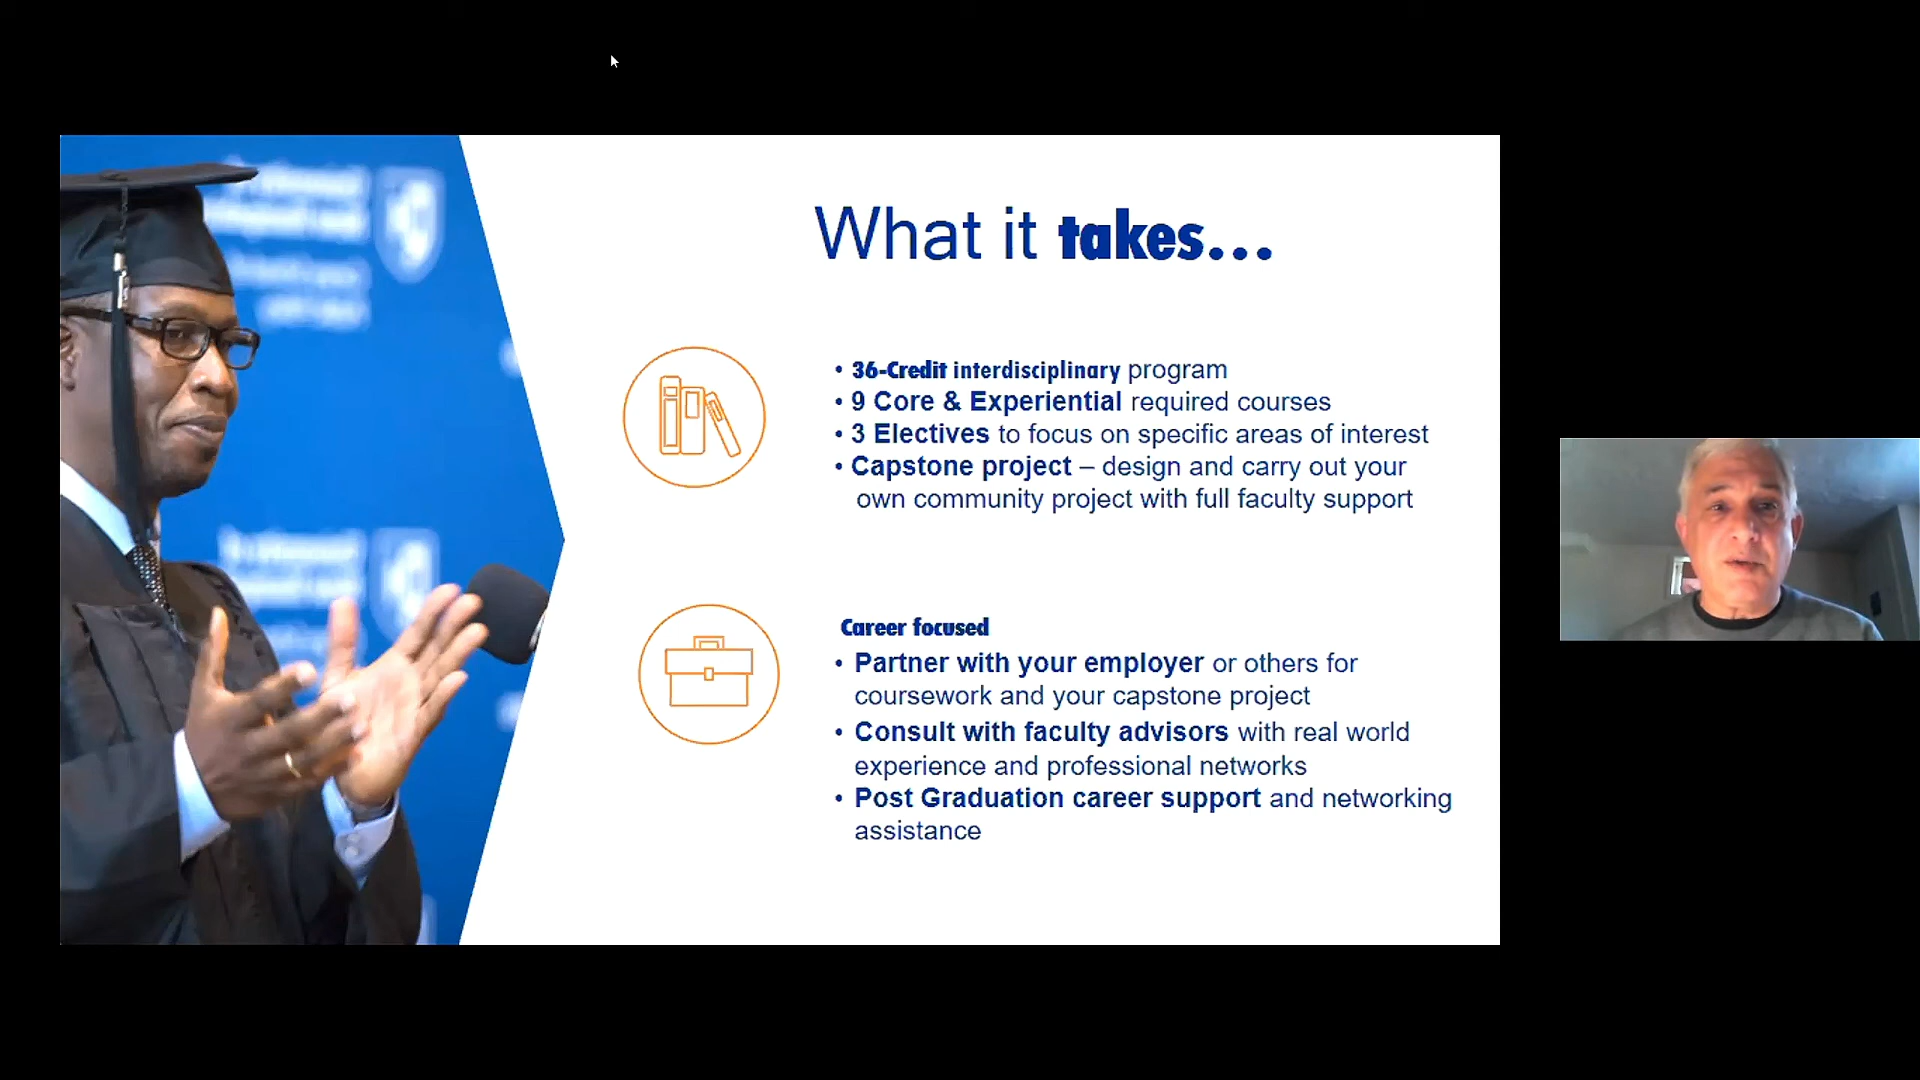 What it takes...
• 36-Credit interdisciplinary program
• 9 Core & Experiential required courses
• 3 Electives to focus on specific areas of interest
• Capstone project – design and carry out your
own community project with full faculty support
Career focused
• Partner with your employer or others for
coursework and your capstone project
• Consult with faculty advisors with real world
experience and professional networks
• Post Graduation career support and networking
assistance